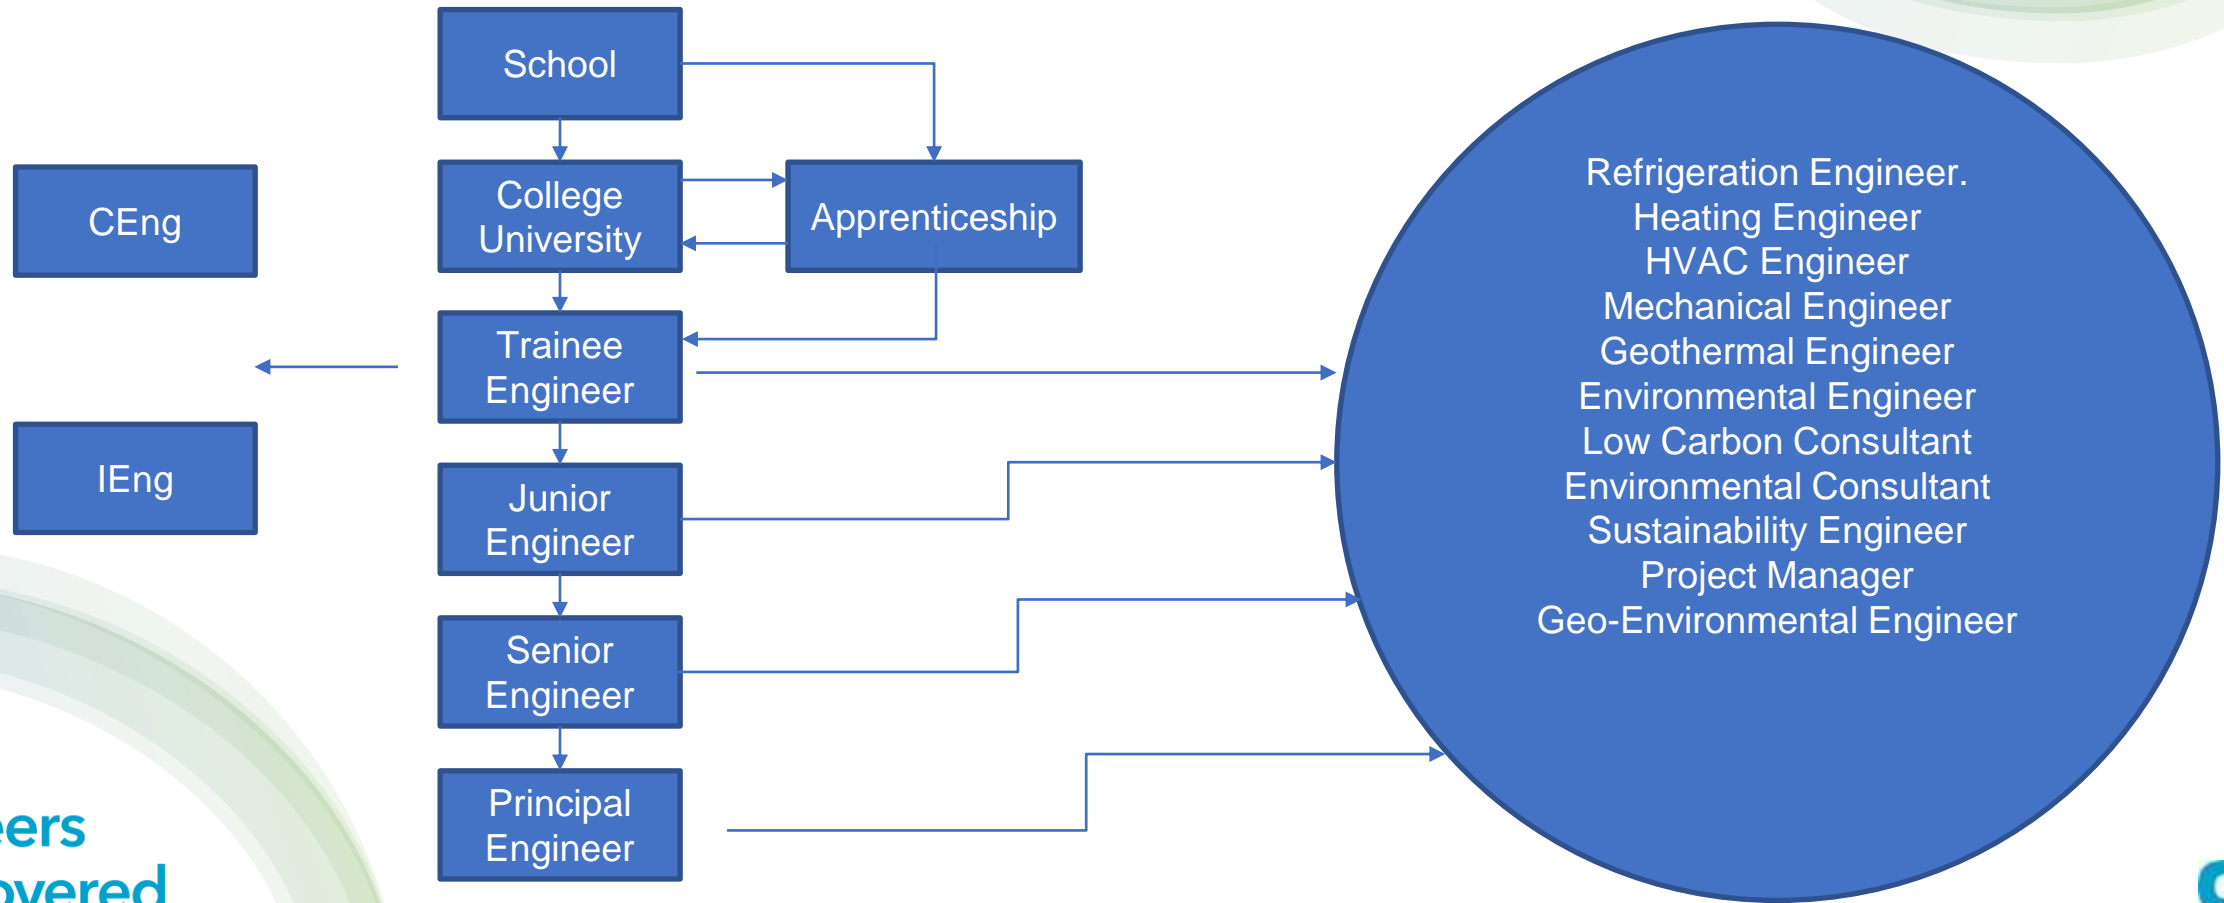 School
CEng
College
University
Apprenticeship
Trainee
Engineer
IEng
Junior
Engineer
Senior
Engineer
Principal
Engineer
Refrigeration Engineer.
Heating Engineer
HVAC Engineer
Mechanical Engineer
Geothermal Engineer
Environmental Engineer
Low Carbon Consultant
Environmental Consultant
Sustainability Engineer
Project Manager
Geo-Environmental Engineer